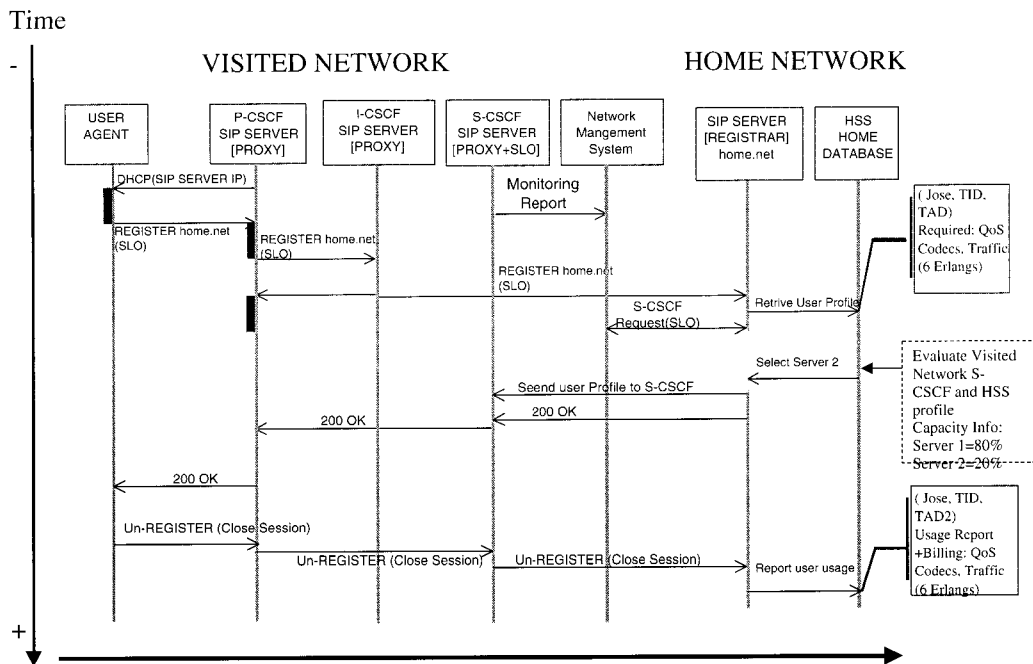 Time
-
VISITED NETWORK
HOME NETWORK
USER
AGENT
P-CSCF
SIP SERVER
[PROXY]
I-CSCF
SIP SERVER
[PROXY]
S-CSCF
SIP SERVER
[PROXY+SLO]
Network
Mangement
System
SIP SERVER
[REGISTRAR]
home.net
HSS
HOME
DATABASE
DHCP(SIP SERVER IP)
Monitoring
Report
( Jose, TID,
TAD)
Required: QoS
Codecs, Traffic
(6 Erlangs)
REGISTER home.net
(SLO)
REGISTER home.net
(SLO)
REGISTER home.net
(SLO)
Retrive User Profile
S-CSCF
Request(SLO)
Select Server 2
Evaluate Visited
Network S-
CSCF and HSS
profile
Capacity Info:
Server 1=80%
Server 2=20%
Seend user Profile to S-CSCF
200 OK
200 OK
200 OK
( Jose, TID,
TAD2)
Usage Report
+Billing: QoS
Codecs, Traffic
(6 Erlangs)
Un-REGISTER (Close Session)
Un-REGISTER (Close Session)
Un-REGISTER (Close Session)
Report user usage
+